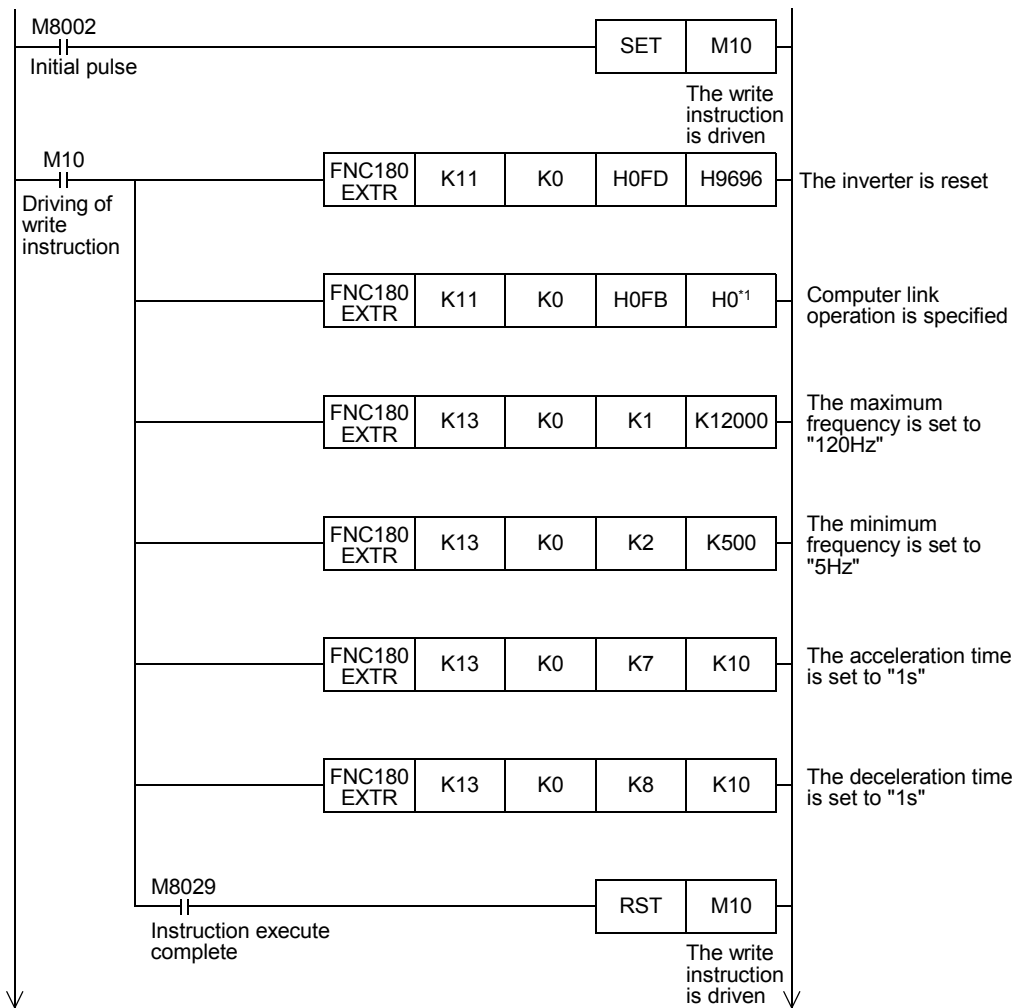 M8002
Initial pulse
SET M10
The write
instruction
is driven
M10
Driving of
write
instruction
FNC180
EXTR K11 K0 H0FD H9696
The inverter is reset
FNC180
EXTR K11 K0 H0FB H0*1
Computer link
operation is specified
FNC180
EXTR K13 K0 K1 K12000
The maximum
frequency is set to
"120Hz"
FNC180
EXTR K13 K0 K2 K500
The minimum
frequency is set to
"5Hz"
FNC180
EXTR K13 K0 K7 K10
The acceleration time
is set to "1s"
FNC180
EXTR K13 K0 K8 K10
The deceleration time
is set to "1s"
M8029
Instruction execute
complete
RST M10
The write
instruction
is driven